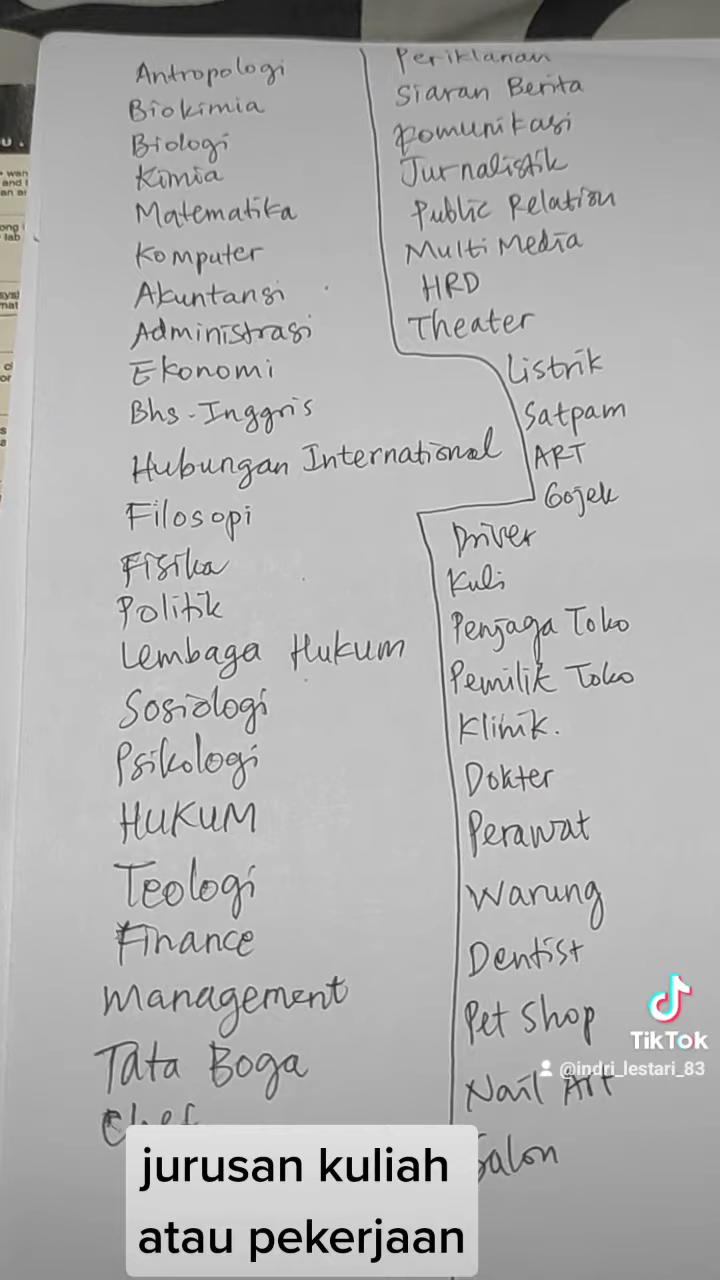 Antropologi
Biokimia
Biologi
Kimia
Matematika
Komputer
Akuntansi
Administrasi
Ekonomi
Bhs-Inggris
Hubungan International
Filosopi
Fisika
Politik
Lembaga Hukum
Sosiologi
Psikologi
HUKUM
Teologi
Finance
Management
Tata Boga
Chef
Periklanan
Siaran Berita
Komunikasi
Jurnalistik
Public Relation
Multi Media
HRD
Theater
Listrik
Satpam
ART
Gojek
Driver
Kuli
Penjaga Toko
Pemilik Toko
Klinik.
Dokter
Perawat
Warung
Dentist
Pet Shop
Nail Art
Salon
jurusan kuliah
atau pekerjaan
TikTok
@indri_lestari_83